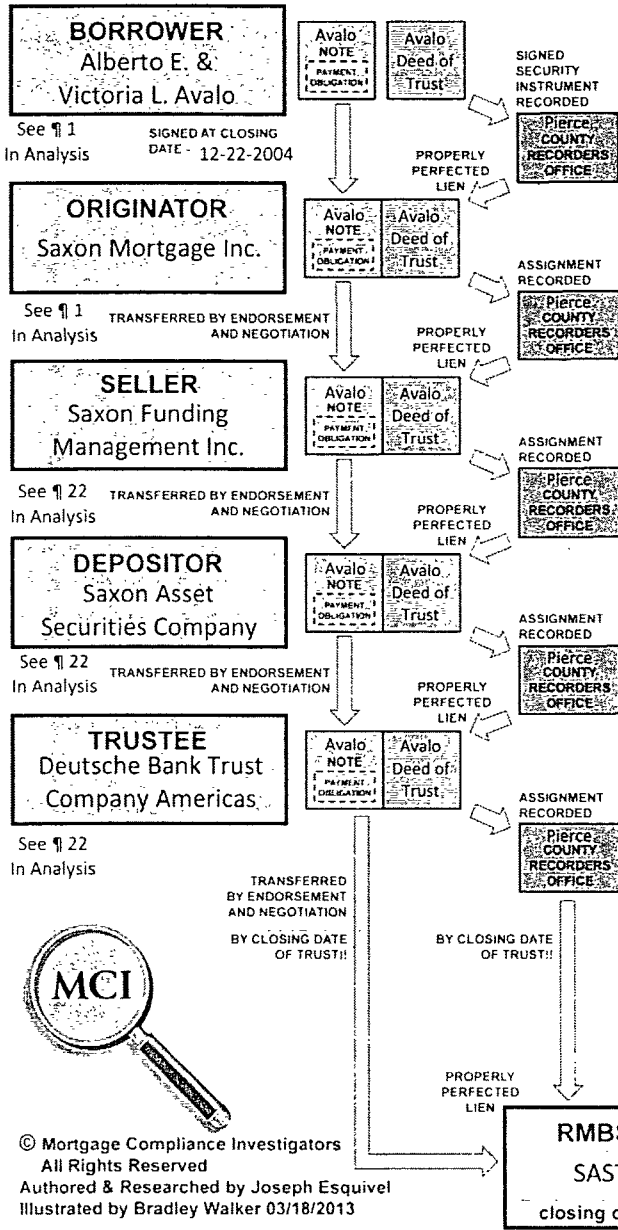 BORROWER
Alberto E. &
Victoria L. Avalo
Avalo
NOTE
PAYMENT
OBLIGATION
Avalo
Deed of
Trust
SIGNED
SECURITY
INSTRUMENT
RECORDED
Pierce
COUNTY
RECORDERS
OFFICE
See ¶ 1
In Analysis
SIGNED AT CLOSING
DATE - 12-22-2004
PROPERLY
PERFECTED
LIEN
ORIGINATOR
Saxon Mortgage Inc.
Avalo
NOTE
PAYMENT
OBLIGATION
Avalo
Deed of
Trust
ASSIGNMENT
RECORDED
Pierce
COUNTY
RECORDERS
OFFICE
See ¶ 1
In Analysis
TRANSFERRED BY ENDORSEMENT
AND NEGOTIATION
PROPERLY
PERFECTED
LIEN
SELLER
Saxon Funding
Management Inc.
Avalo
NOTE
PAYMENT
OBLIGATION
Avalo
Deed of
Trust
ASSIGNMENT
RECORDED
Pierce
COUNTY
RECORDERS
OFFICE
See ¶ 22
In Analysis
TRANSFERRED BY ENDORSEMENT
AND NEGOTIATION
PROPERLY
PERFECTED
LIEN
DEPOSITOR
Saxon Asset
Securities Company
Avalo
NOTE
PAYMENT
OBLIGATION
Avalo
Deed of
Trust
ASSIGNMENT
RECORDED
Pierce
COUNTY
RECORDERS
OFFICE
See ¶ 22
In Analysis
TRANSFERRED BY ENDORSEMENT
AND NEGOTIATION
PROPERLY
PERFECTED
LIEN
TRUSTEE
Deutsche Bank Trust
Company Americas
Avalo
NOTE
PAYMENT
OBLIGATION
Avalo
Deed of
Trust
ASSIGNMENT
RECORDED
Pierce
COUNTY
RECORDERS
OFFICE
See ¶ 22
In Analysis
TRANSFERRED
BY ENDORSEMENT
AND NEGOTIATION
BY CLOSING DATE
OF TRUST!!
BY CLOSING DATE
OF TRUST!!
MCI
PROPERLY
PERFECTED
LIEN
RMBS
SAST
closing
© Mortgage Compliance Investigators
All Rights Reserved
Authored & Researched by Joseph Esquivel
Illustrated by Bradley Walker 03/18/2013